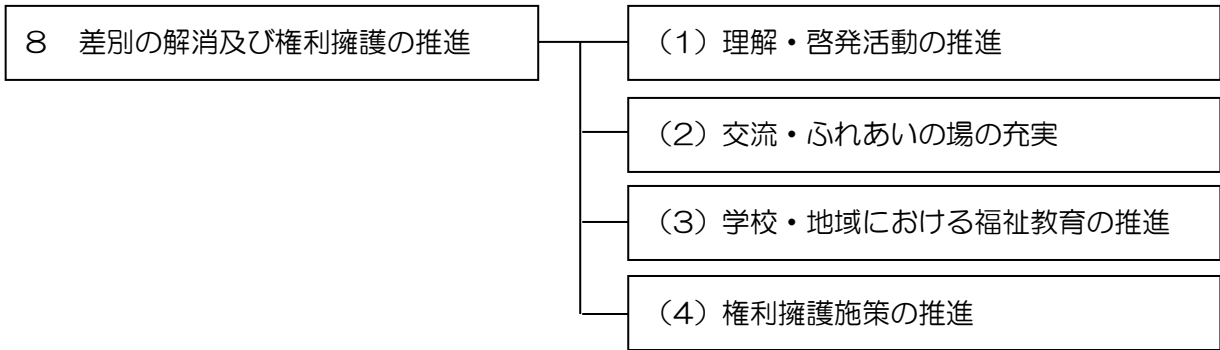 ８　差別の解消及び権利擁護の推進
（１）理解・啓発活動の推進
（２）交流・ふれあいの場の充実
（３）学校・地域における福祉教育の推進
（４）権利擁護施策の推進